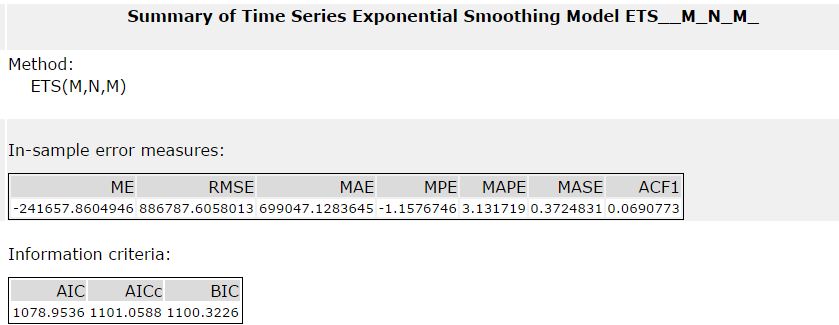 Summary of Time Series Exponential Smoothing Model ETS__M_N_M_
Method:
ETS(M,N,M)
In-sample error measures:
ME RMSE MAE MPE MAPE MASE ACF1
-241657.8604946 886787.6058013 699047.1283645 -1.1576746 3.131719 0.3724831 0.0690773
Information criteria:
AIC AICc BIC
1078.9536 1101.0588 1100.3226